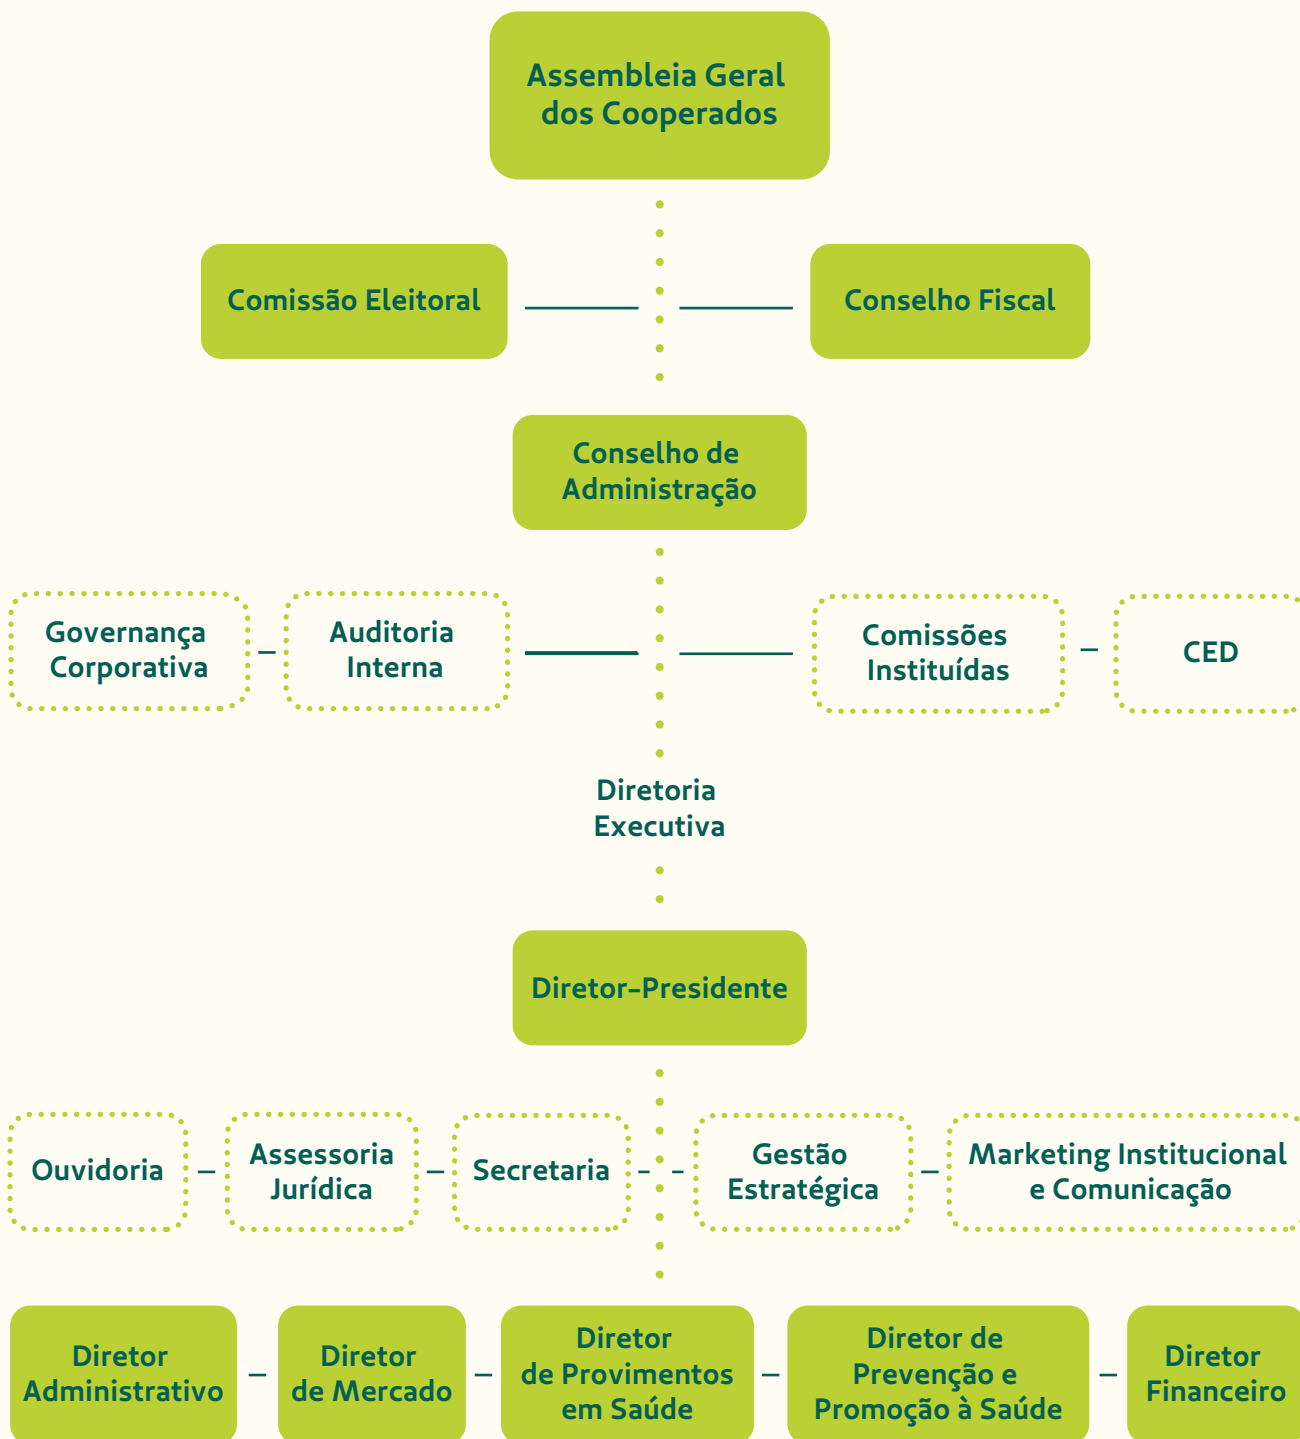 Assembleia Geral
dos Cooperados
Comissão Eleitoral
Conselho Fiscal
Conselho de
Administração
Governança
Corporativa
Auditoria
Interna
Comissões
Instituídas
CED
Diretoria
Executiva
Diretor-Presidente
Ouvidoria
Assessoria
Jurídica
Secretaria
Gestão
Estratégica
Marketing Institucional
e Comunicação
Diretor
Administrativo
Diretor
de Mercado
Diretor
de Provimentos
em Saúde
Diretor de
Prevenção e
Promoção à Saúde
Diretor
Financeiro